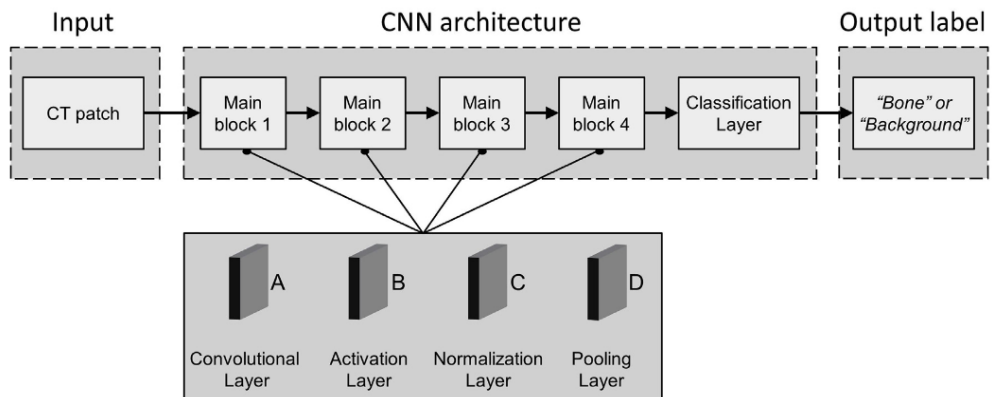 Input
CNN architecture
Output label
CT patch
Main
block 1
Main
block 2
Main
block 3
Main
block 4
Classification
Layer
“Bone” or
“Background”
A
B
C
D
Convolutional
Layer
Activation
Layer
Normalization
Layer
Pooling
Layer